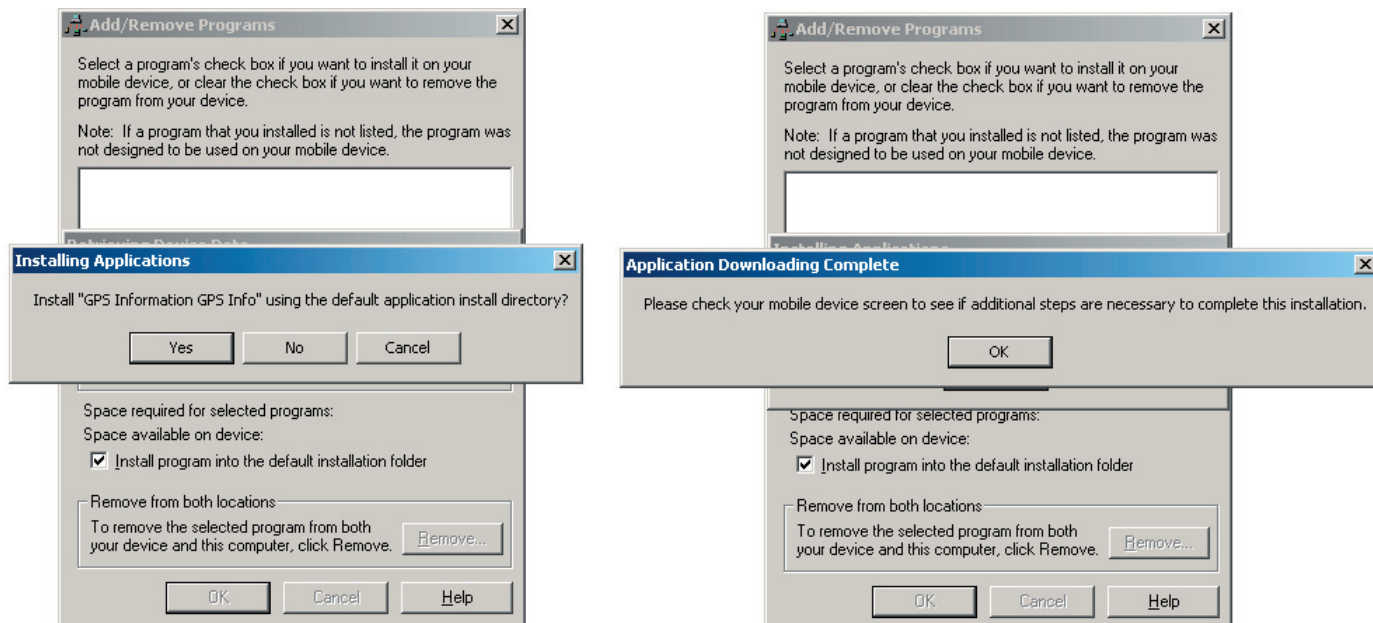 Add/Remove Programs
Select a program's check box if you want to install it on your
mobile device, or clear the check box if you want to remove the
program from your device.
Note: If a program that you installed is not listed, the program was
not designed to be used on your mobile device.
Retrieving Device Data
Installing Applications
Install "GPS Information GPS Info" using the default application install directory?
Yes
No
Cancel
Space required for selected programs:
Space available on device:
Install program into the default installation folder
Remove from both locations
To remove the selected program from both
your device and this computer, click Remove.
Remove...
OK
Cancel
Help
Add/Remove Programs
Select a program's check box if you want to install it on your
mobile device, or clear the check box if you want to remove the
program from your device.
Note: If a program that you installed is not listed, the program was
not designed to be used on your mobile device.
Installing Applications
Application Downloading Complete
Please check your mobile device screen to see if additional steps are necessary to complete this installation.
OK
Space required for selected programs:
Space available on device:
Install program into the default installation folder
Remove from both locations
To remove the selected program from both
your device and this computer, click Remove.
Remove...
OK
Cancel
Help